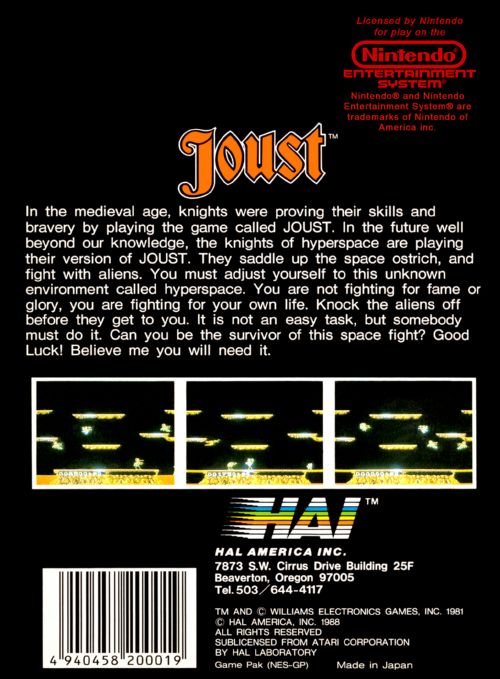 Licensed by Nintendo
for play on the
Nintendo®
ENTERTAINMENT
SYSTEM®
Nintendo® and Nintendo
Entertainment System® are
trademarks of Nintendo of
America inc.
Joust™
In the medieval age, knights were proving their skills and
bravery by playing the game called JOUST. In the future well
beyond our knowledge, the knights of hyperspace are playing
their version of JOUST. They saddle up the space ostrich, and
fight with aliens. You must adjust yourself to this unknown
environment called hyperspace. You are not fighting for fame or
glory, you are fighting for your own life. Knock the aliens off
before they get to you. It is not an easy task, but somebody
must do it. Can you be the survivor of this space fight? Good
Luck! Believe me you will need it.
HAL™
HAL AMERICA INC.
7873 S.W. Cirrus Drive Building 25F
Beaverton, Oregon 97005
Tel. 503/644-4117
TM AND © WILLIAMS ELECTRONICS GAMES, INC. 1981
© HAL AMERICA, INC. 1988
ALL RIGHTS RESERVED
SUBLICENSED FROM ATARI CORPORATION
BY HAL LABORATORY
Game Pak (NES-GP) Made in Japan
4 940458 200019